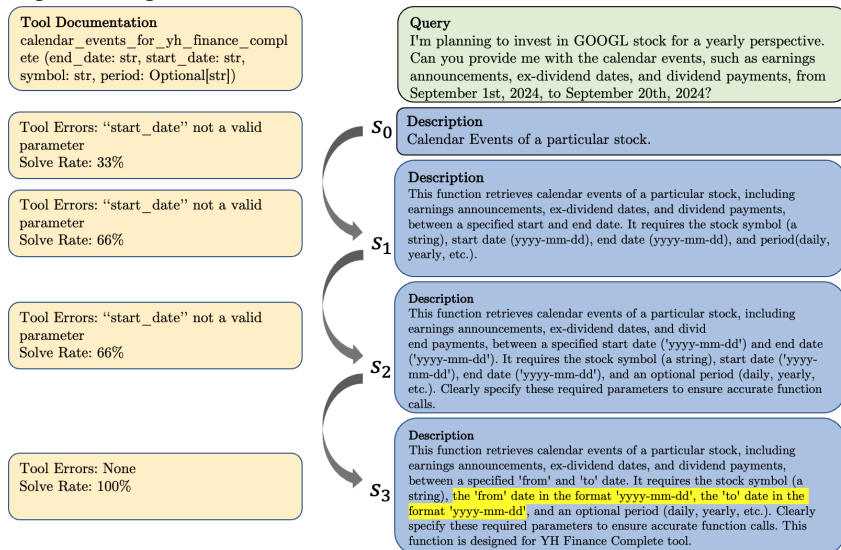 Tool Documentation
calendar_events_for_yh_finance_compl
ete (end_date: str, start_date: str,
symbol: str, period: Optional[str])
Query
I'm planning to invest in GOOGL stock for a yearly perspective.
Can you provide me with the calendar events, such as earnings
announcements, ex-dividend dates, and dividend payments, from
September 1st, 2024, to September 20th, 2024?
Tool Errors: “start_date” not a valid
parameter
Solve Rate: 33%
s0
Description
Calendar Events of a particular stock.
Tool Errors: “start_date” not a valid
parameter
Solve Rate: 66%
s1
Description
This function retrieves calendar events of a particular stock, including
earnings announcements, ex-dividend dates, and dividend payments,
between a specified start and end date. It requires the stock symbol (a
string), start date (yyyy-mm-dd), end date (yyyy-mm-dd), and period(daily,
yearly, etc.).
Tool Errors: “start_date” not a valid
parameter
Solve Rate: 66%
s2
Description
This function retrieves calendar events of a particular stock, including
earnings announcements, ex-dividend dates, and divid
end payments, between a specified start date ('yyyy-mm-dd') and end date
('yyyy-mm-dd'). It requires the stock symbol (a string), start date ('yyyy-
mm-dd'), end date ('yyyy-mm-dd'), and an optional period (daily, yearly,
etc.). Clearly specify these required parameters to ensure accurate function
calls.
Tool Errors: None
Solve Rate: 100%
s3
Description
This function retrieves calendar events of a particular stock, including
earnings announcements, ex-dividend dates, and dividend payments,
between a specified 'from' and 'to' date. It requires the stock symbol (a
string), the 'from' date in the format 'yyyy-mm-dd', the 'to' date in the
format 'yyyy-mm-dd', and an optional period (daily, yearly, etc.). Clearly
specify these required parameters to ensure accurate function calls. This
function is designed for YH Finance Complete tool.